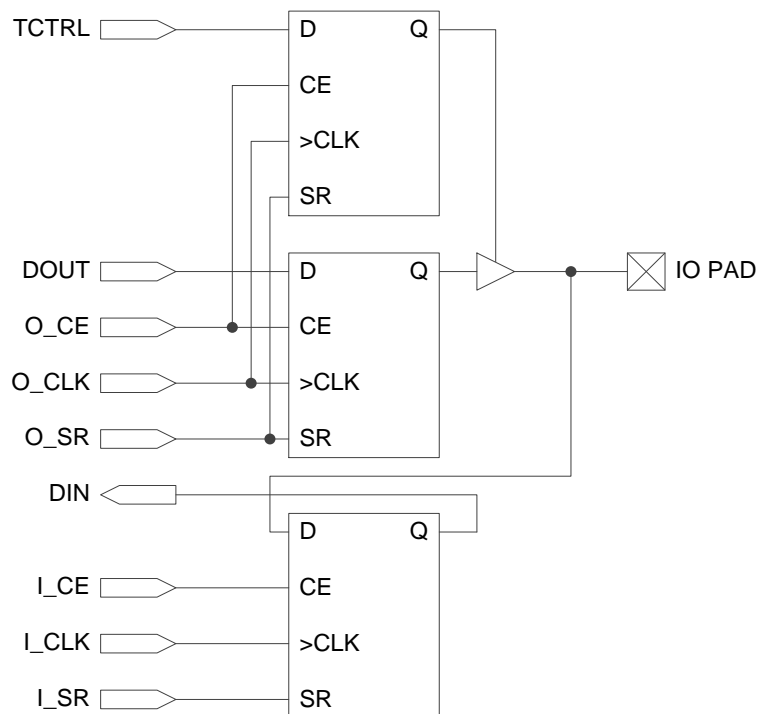 TCTRL D Q
CE
>CLK
SR
DOUT D Q IO PAD
O_CE CE
O_CLK >CLK
O_SR SR
DIN
D Q
I_CE CE
I_CLK >CLK
I_SR SR